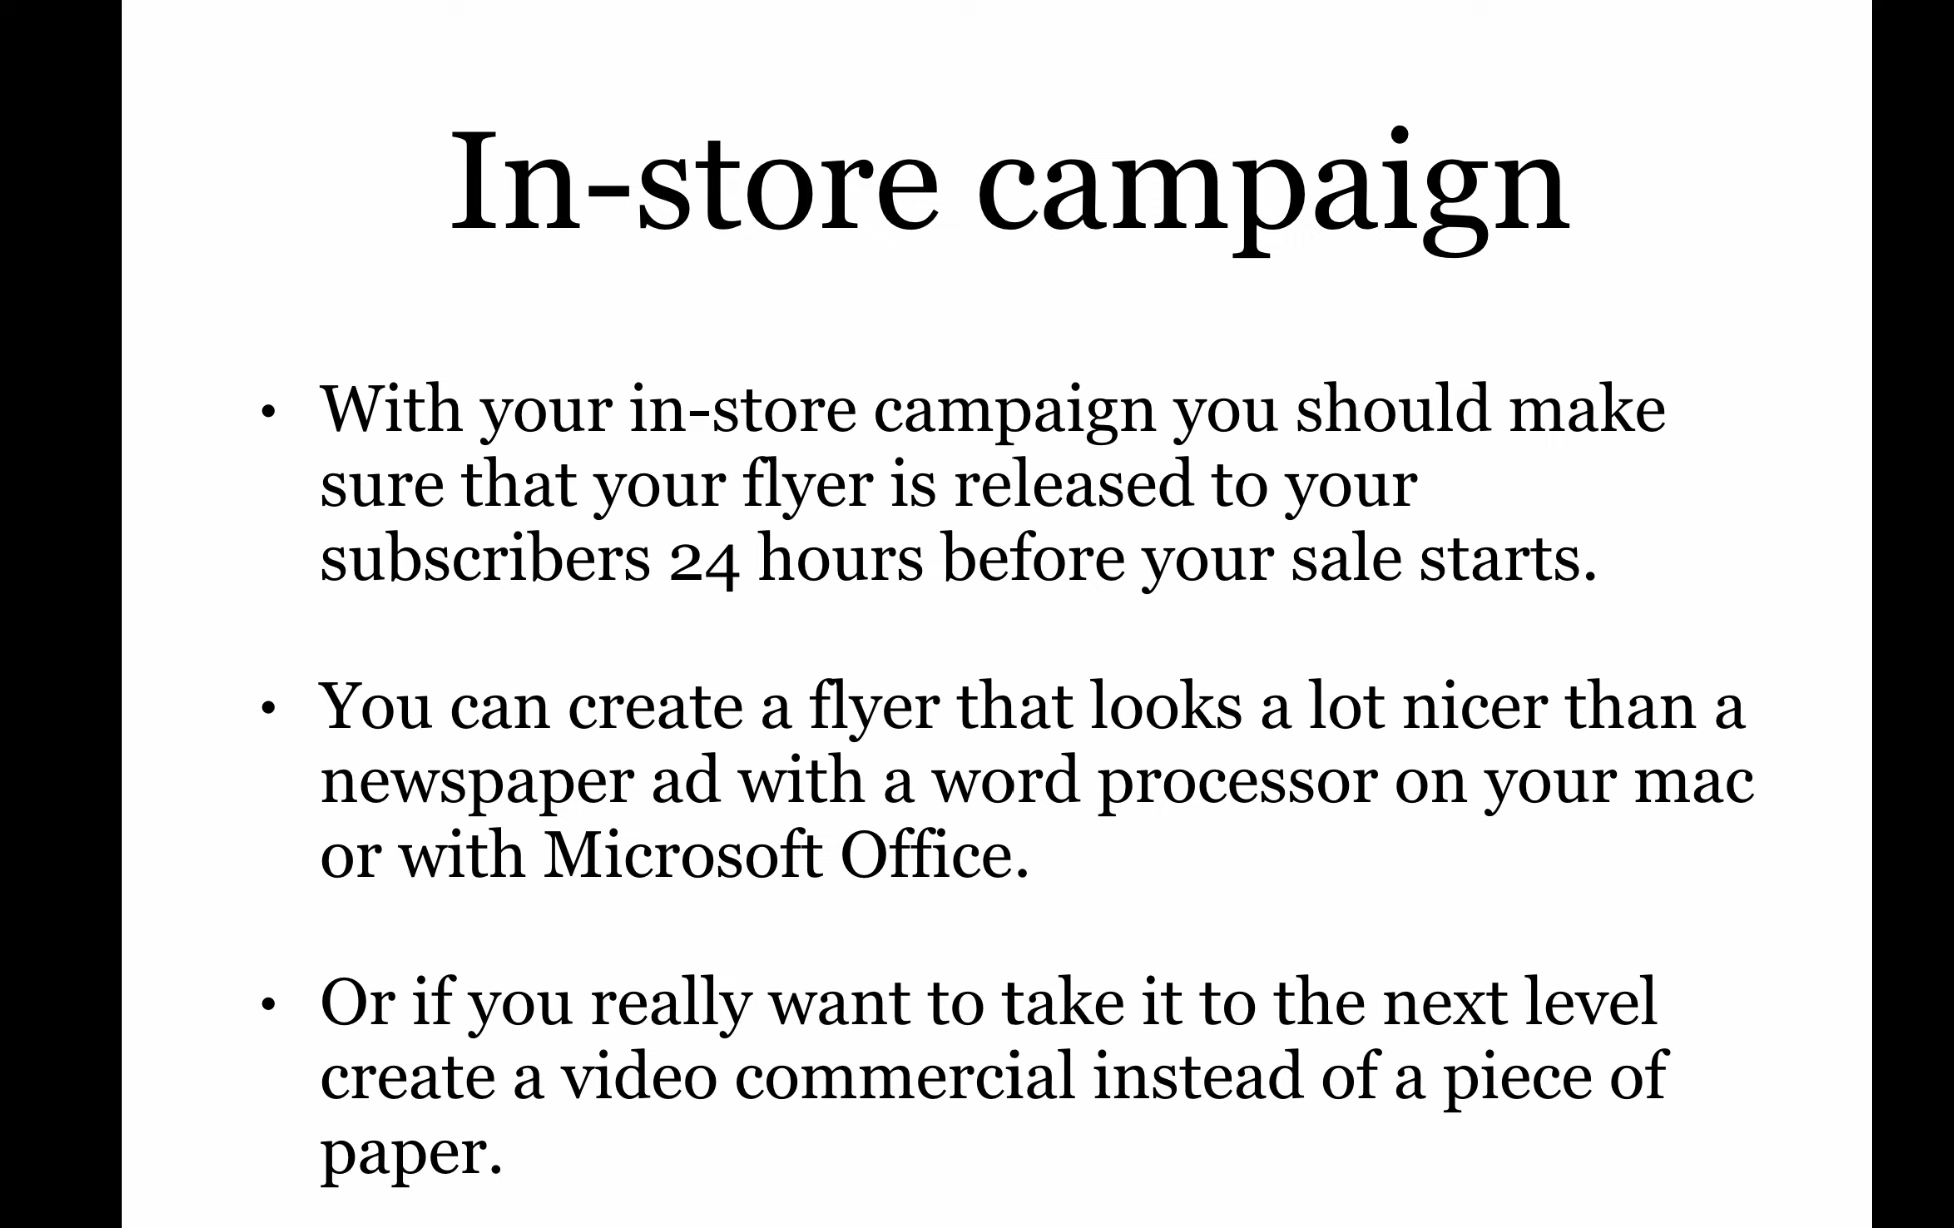 In-store campaign
• With your in-store campaign you should make
sure that your flyer is released to your
subscribers 24 hours before your sale starts.
• You can create a flyer that looks a lot nicer than a
newspaper ad with a word processor on your mac
or with Microsoft Office.
• Or if you really want to take it to the next level
create a video commercial instead of a piece of
paper.